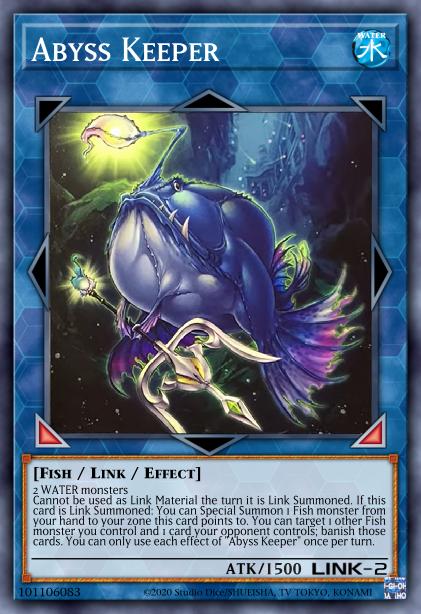 Abyss Keeper
WATER
水
[Fish / Link / Effect]
2 WATER monsters
Cannot be used as Link Material the turn it is Link Summoned. If this
card is Link Summoned: You can Special Summon 1 Fish monster from
your hand to your zone this card points to. You can target 1 other Fish
monster you control and 1 card your opponent controls; banish those
cards. You can only use each effect of "Abyss Keeper" once per turn.
ATK/1500 LINK-2
101106083 ©2020 Studio Dice/SHUEISHA, TV TOKYO, KONAMI